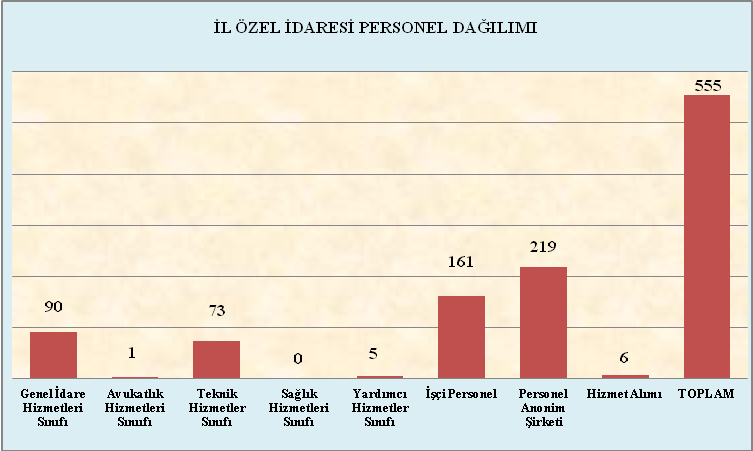 İL ÖZEL İDARESİ PERSONEL DAĞILIMI
555
219
161
90
73
1
0
5
6
Genel İdare
Hizmetleri
Sınıfı
Avukatlık
Hizmetleri
Sınııfı
Teknik
Hizmetler
Sınıfı
Sağlık
Hizmetleri
Sınıfı
Yardımcı
Hizmetler
Sınıfı
İşçi Personel
Personel
Anonim
Şirketi
Hizmet Alımı
TOPLAM